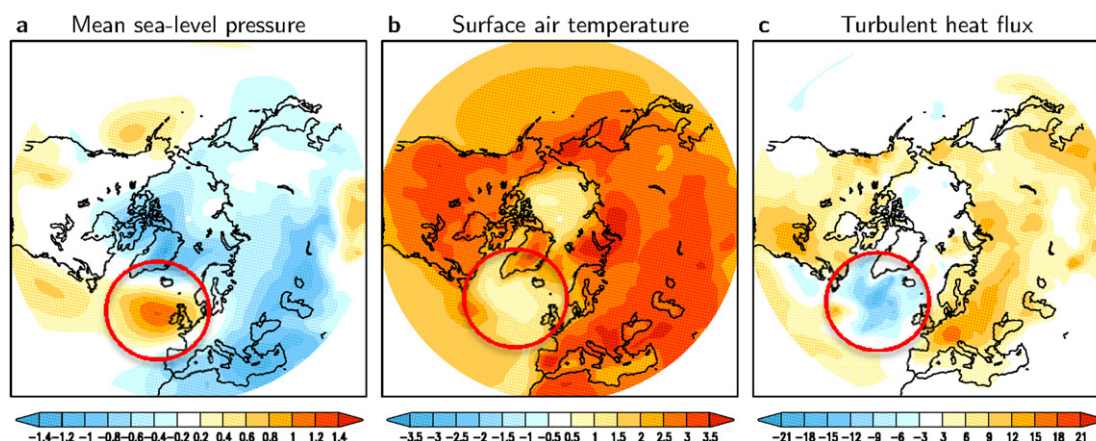 a Mean sea-level pressure
b Surface air temperature
c Turbulent heat flux
-1.4-1.2 -1 -0.8-0.6-0.4-0.2 0.2 0.4 0.6 0.8 1 1.2 1.4
-3.5 -3 -2.5 -2 -1.5 -1 -0.5 0.5 1 1.5 2 2.5 3 3.5
-21 -18 -15 -12 -9 -6 -3 3 6 9 12 15 18 21